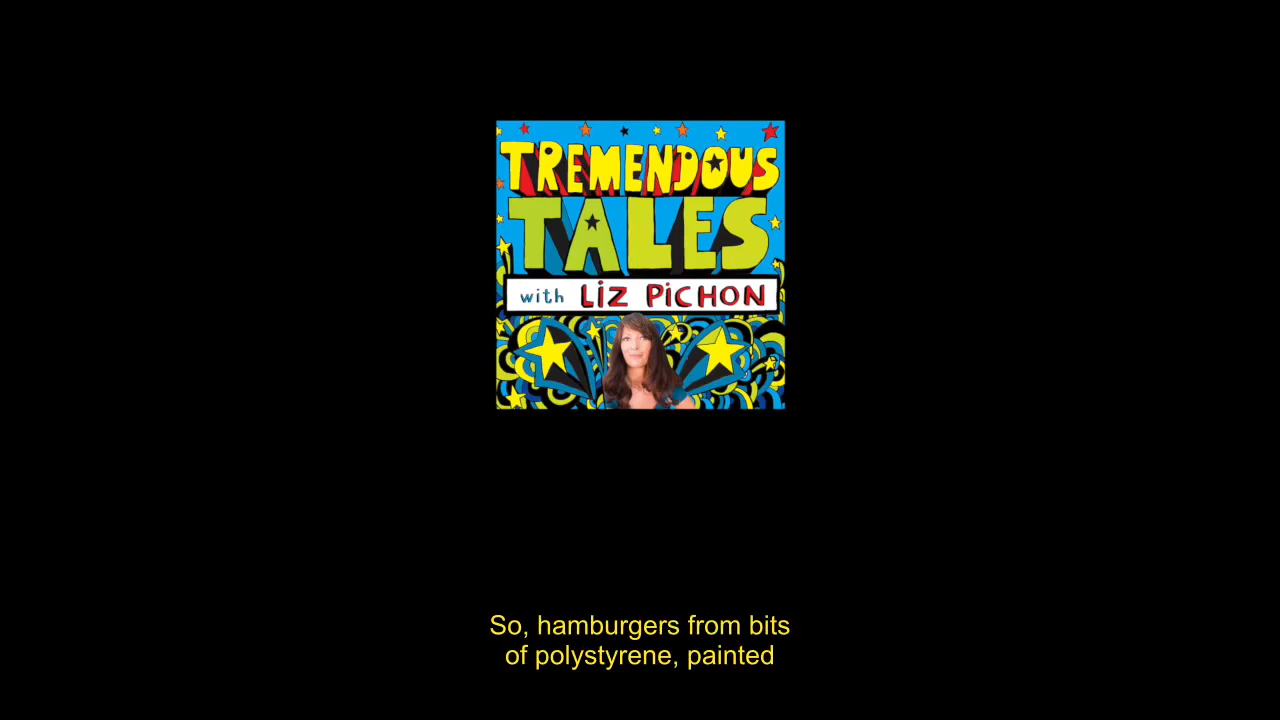 TREMENDOUS
TALES
with LiZ PiCHON
So, hamburgers from bits
of polystyrene, painted